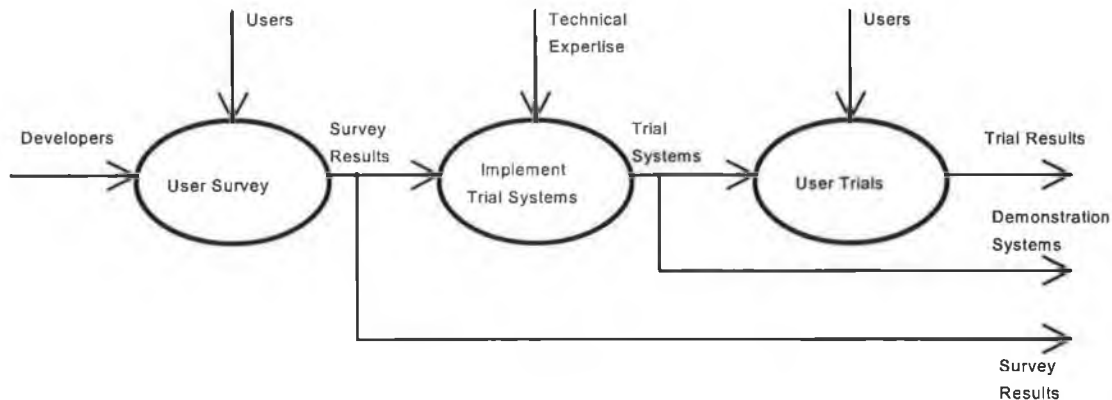 Users
Technical
Expertise
Users
Developers
Survey
Results
Trial
Systems
Trial Results
User Survey
Implement
Trial Systems
User Trials
Demonstration
Systems
Survey
Results